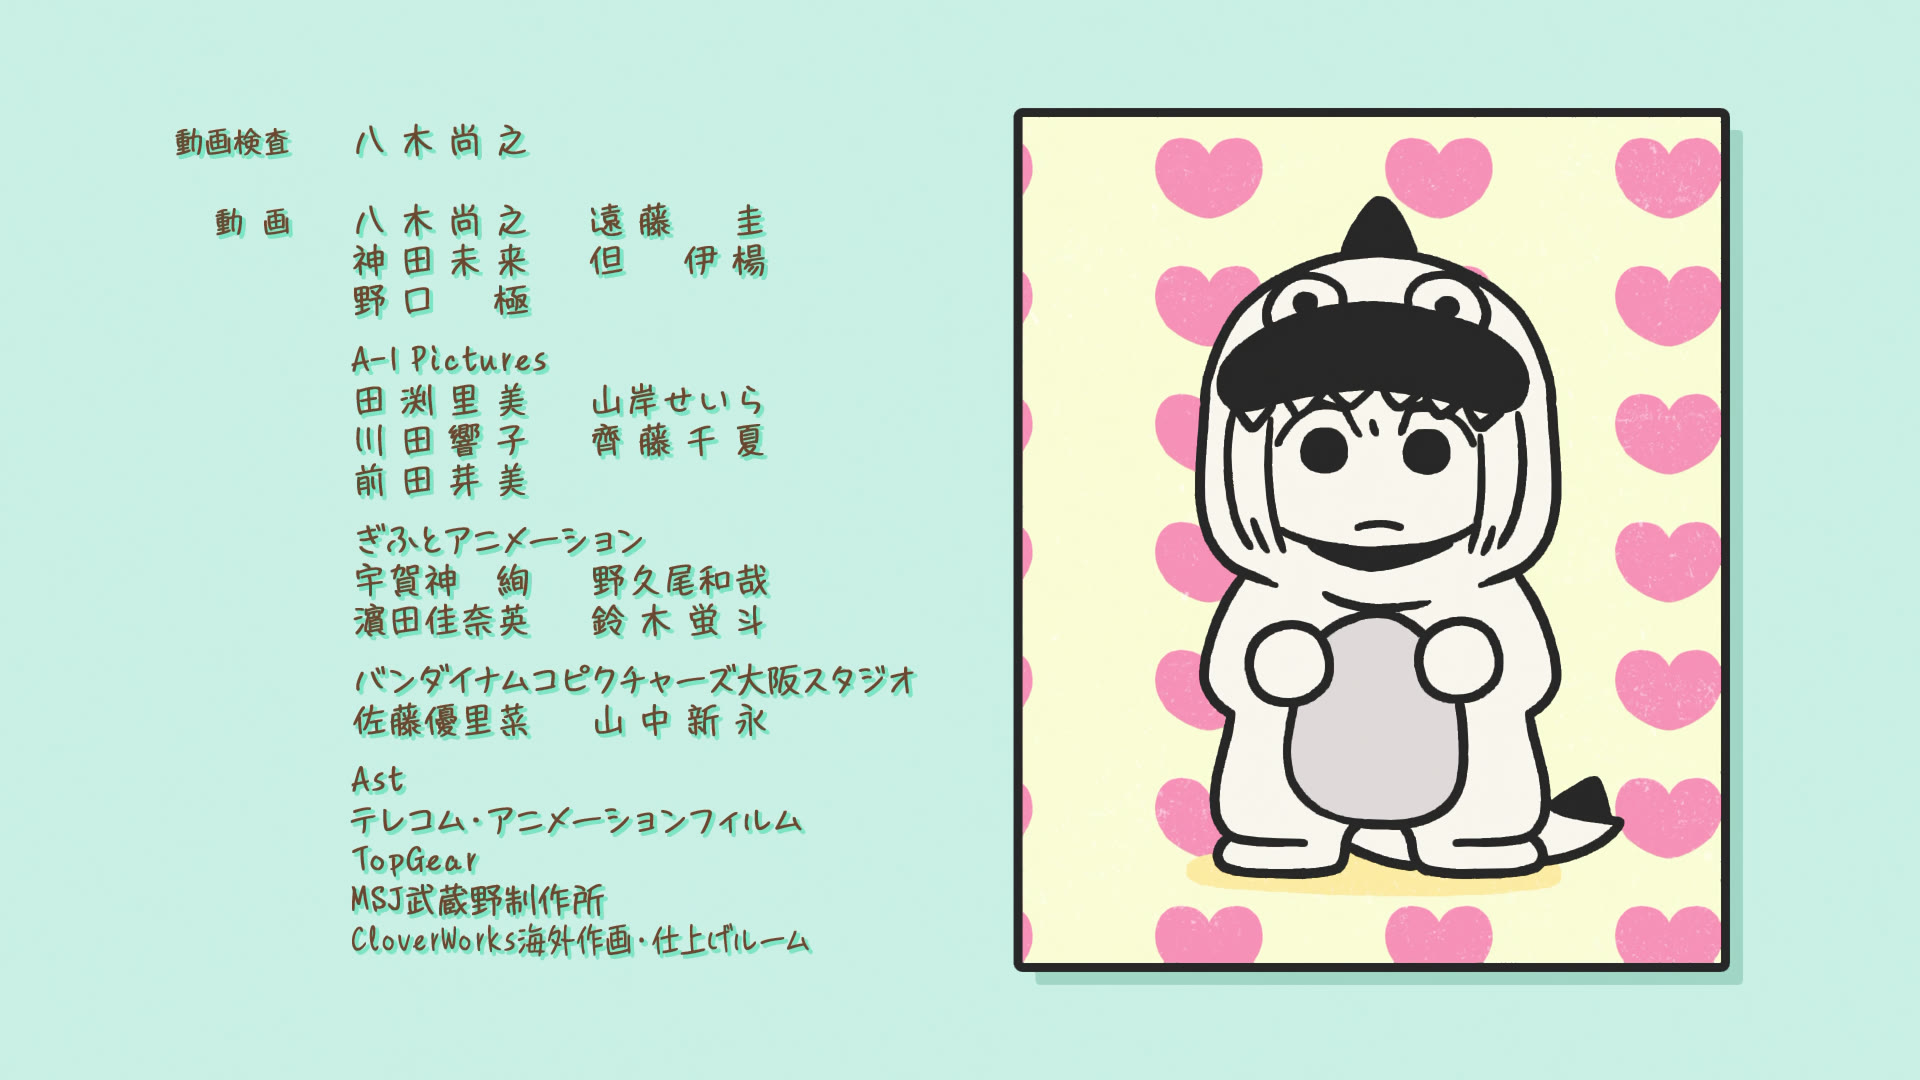 動画検査 八木尚之
動画 八木尚之 遠藤 圭
神田未来 但 伊楊
野口 極
A-1 Pictures
田渕里美 山岸せいら
川田響子 齊藤千夏
前田芽美
ぎふとアニメーション
宇賀神 絢 野久尾和哉
濵田佳奈英 鈴木蛍斗
バンダイナムコピクチャーズ大阪スタジオ
佐藤優里菜 山中新永
Ast
テレコム・アニメーションフィルム
TopGear
MSJ武蔵野制作所
CloverWorks海外作画・仕上げルーム